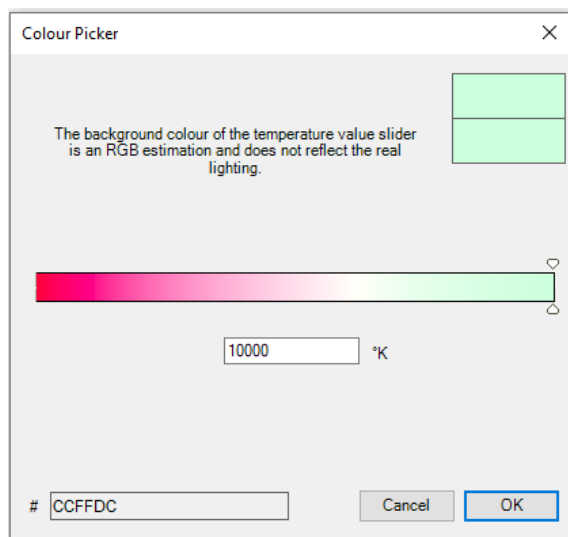 Colour Picker
The background colour of the temperature value slider
is an RGB estimation and does not reflect the real
lighting.
10000 °K
# CCFFDC Cancel OK